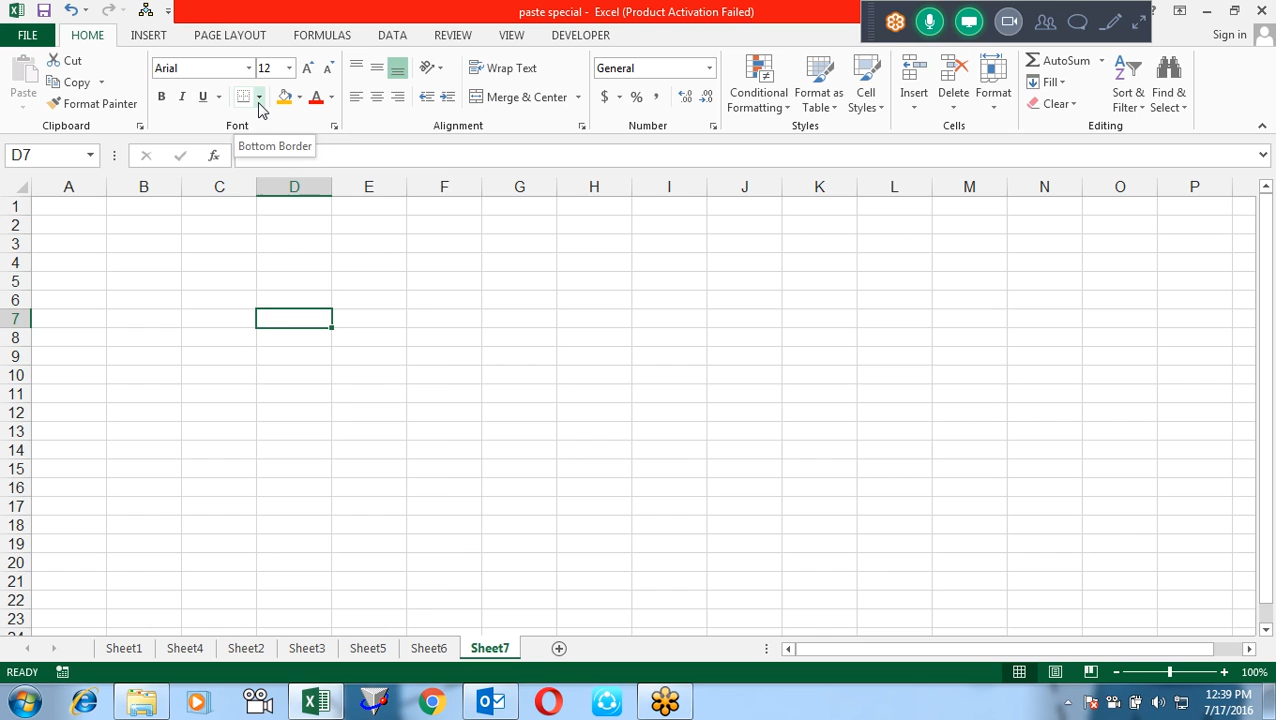 paste special - Excel (Product Activation Failed)
FILE HOME INSERT PAGE LAYOUT FORMULAS DATA REVIEW VIEW DEVELOPER Sign in
Paste
Cut
Copy
Format Painter
Clipboard
Arial 12
B I U A
Font
Wrap Text
Merge & Center
Alignment
General
$ % ,
Number
Conditional Formatting
Format as Table
Cell Styles
Styles
Insert Delete Format
Cells
AutoSum
Fill
Clear
Sort & Filter
Find & Select
Editing
Bottom Border
D7 fx
A B C D E F G H I J K L M N O P
1
2
3
4
5
6
7
8
9
10
11
12
13
14
15
16
17
18
19
20
21
22
23
Sheet1 Sheet4 Sheet2 Sheet3 Sheet5 Sheet6 Sheet7
READY 100%
12:39 PM
7/17/2016